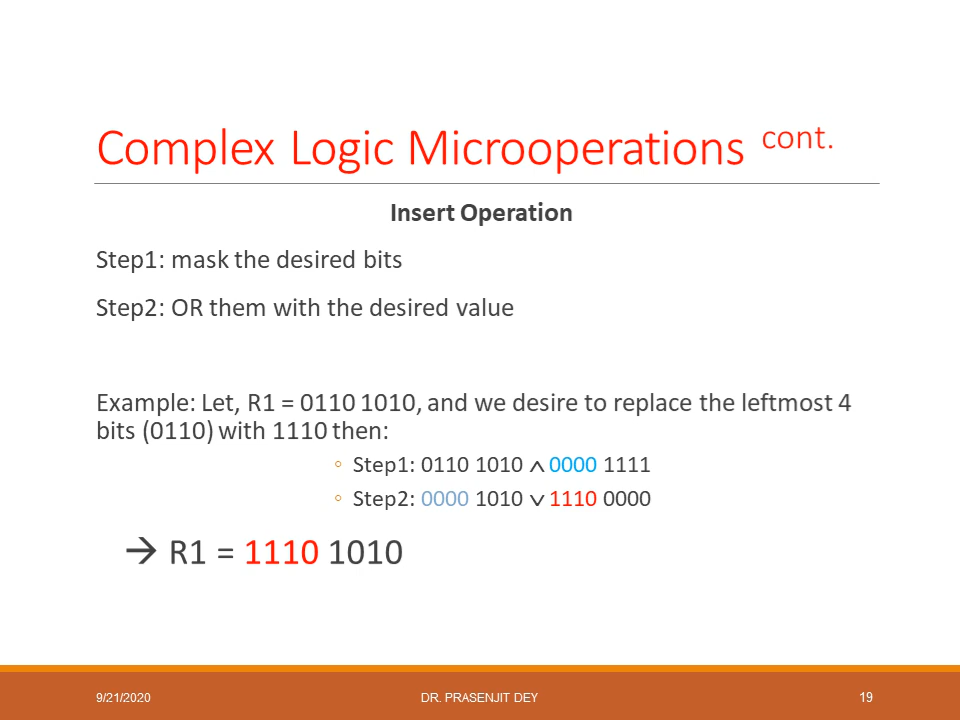 Complex Logic Microoperations cont.
Insert Operation
Step1: mask the desired bits
Step2: OR them with the desired value
Example: Let, R1 = 0110 1010, and we desire to replace the leftmost 4
bits (0110) with 1110 then:
◦ Step1: 0110 1010 ∧ 0000 1111
◦ Step2: 0000 1010 ∨ 1110 0000
→ R1 = 1110 1010
9/21/2020 DR. PRASENJIT DEY 19